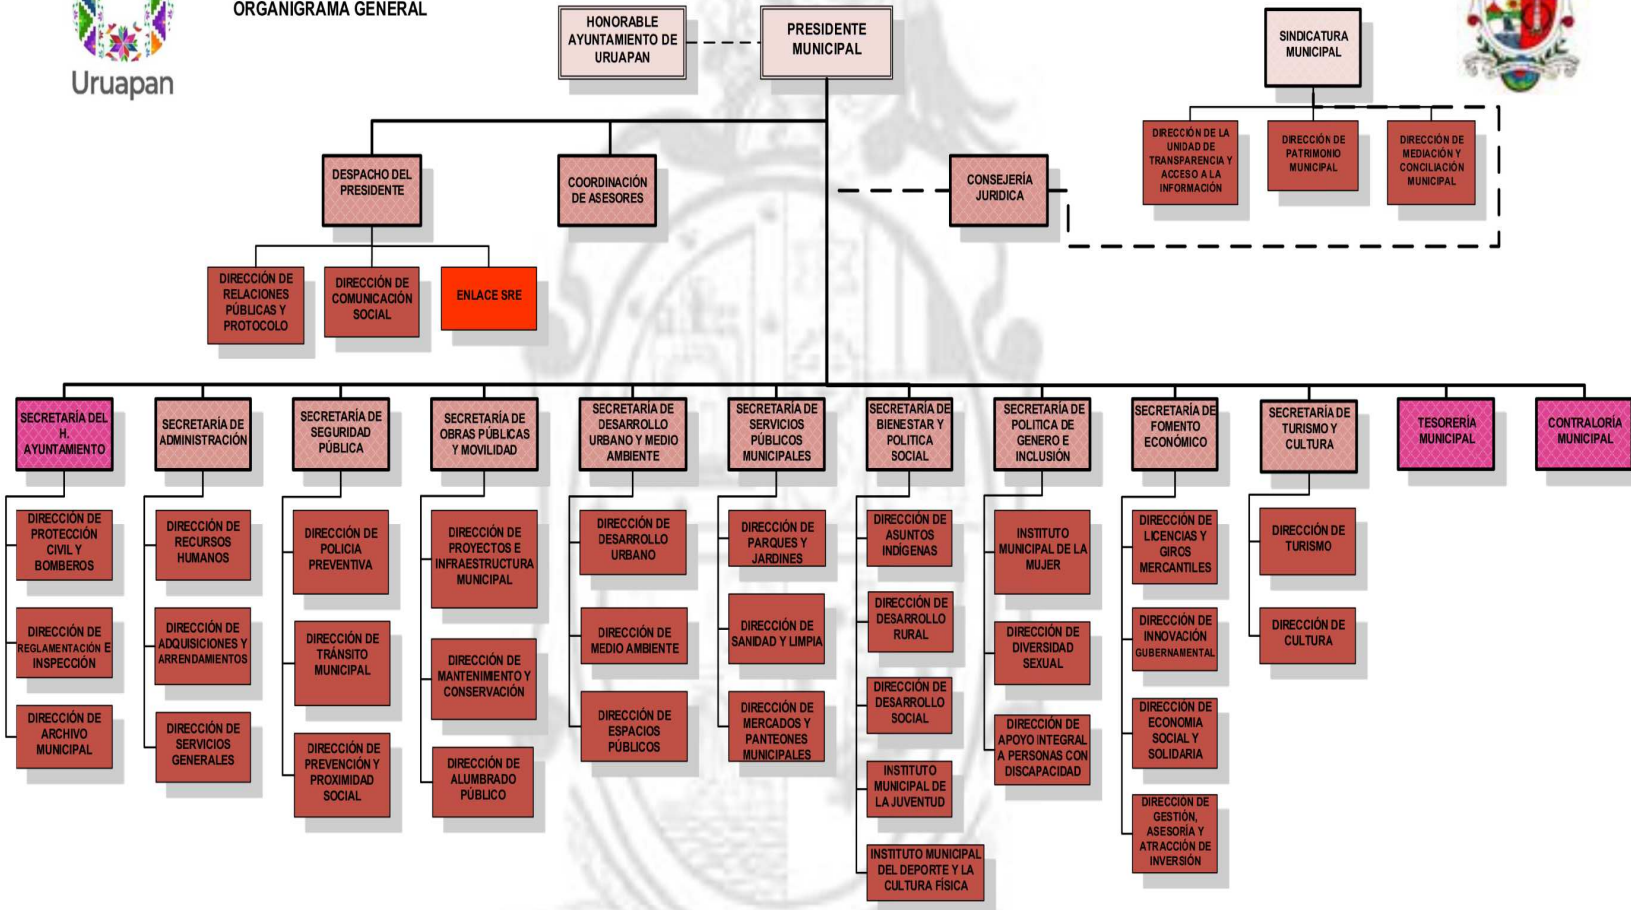 ORGANIGRAMA GENERAL
Uruapan
HONORABLE
AYUNTAMIENTO DE
URUAPAN
PRESIDENTE
MUNICIPAL
SINDICATURA
MUNICIPAL
DIRECCIÓN DE LA
UNIDAD DE
TRANSPARENCIA Y
ACCESO A LA
INFORMACIÓN
DIRECCIÓN DE
PATRIMONIO
MUNICIPAL
DIRECCIÓN DE
MEDIACIÓN Y
CONCILIACIÓN
MUNICIPAL
DESPACHO DEL
PRESIDENTE
COORDINACIÓN
DE ASESORES
CONSEJERÍA
JURIDICA
DIRECCIÓN DE
RELACIONES
PÚBLICAS Y
PROTOCOLO
DIRECCIÓN DE
COMUNICACIÓN
SOCIAL
ENLACE SRE
SECRETARÍA DEL
H.
AYUNTAMIENTO
SECRETARÍA DE
ADMINISTRACIÓN
SECRETARÍA DE
SEGURIDAD
PÚBLICA
SECRETARÍA DE
OBRAS PÚBLICAS
Y MOVILIDAD
SECRETARÍA DE
DESARROLLO
URBANO Y MEDIO
AMBIENTE
SECRETARÍA DE
SERVICIOS
PÚBLICOS
MUNICIPALES
SECRETARÍA DE
BIENESTAR Y
POLITICA
SOCIAL
SECRETARÍA DE
POLITICA DE
GENERO E
INCLUSIÓN
SECRETARÍA DE
FOMENTO
ECONÓMICO
SECRETARÍA DE
TURISMO Y
CULTURA
TESORERÍA
MUNICIPAL
CONTRALORÍA
MUNICIPAL
DIRECCIÓN DE
PROTECCIÓN
CIVIL Y
BOMBEROS
DIRECCIÓN DE
REGLAMENTACIÓN E
INSPECCIÓN
DIRECCIÓN DE
ARCHIVO
MUNICIPAL
DIRECCIÓN DE
RECURSOS
HUMANOS
DIRECCIÓN DE
ADQUISICIONES Y
ARRENDAMIENTOS
DIRECCIÓN DE
SERVICIOS
GENERALES
DIRECCIÓN DE
POLICIA
PREVENTIVA
DIRECCIÓN DE
TRÁNSITO
MUNICIPAL
DIRECCIÓN DE
PREVENCIÓN Y
PROXIMIDAD
SOCIAL
DIRECCIÓN DE
PROYECTOS E
INFRAESTRUCTURA
MUNICIPAL
DIRECCIÓN DE
MANTENIMIENTO Y
CONSERVACIÓN
DIRECCIÓN DE
ALUMBRADO
PÚBLICO
DIRECCIÓN DE
DESARROLLO
URBANO
DIRECCIÓN DE
MEDIO AMBIENTE
DIRECCIÓN DE
ESPACIOS
PÚBLICOS
DIRECCIÓN DE
PARQUES Y
JARDINES
DIRECCIÓN DE
SANIDAD Y LIMPIA
DIRECCIÓN DE
MERCADOS Y
PANTEONES
MUNICIPALES
DIRECCIÓN DE
ASUNTOS
INDÍGENAS
DIRECCIÓN DE
DESARROLLO
RURAL
DIRECCIÓN DE
DESARROLLO
SOCIAL
INSTITUTO
MUNICIPAL DE
LA JUVENTUD
INSTITUTO MUNICIPAL
DEL DEPORTE Y LA
CULTURA FÍSICA
INSTITUTO
MUNICIPAL DE LA
MUJER
DIRECCIÓN DE
DIVERSIDAD
SEXUAL
DIRECCIÓN DE
APOYO INTEGRAL
A PERSONAS CON
DISCAPACIDAD
DIRECCIÓN DE
LICENCIAS Y
GIROS
MERCANTILES
DIRECCIÓN DE
INNOVACIÓN
GUBERNAMENTAL
DIRECCIÓN DE
ECONOMIA
SOCIAL Y
SOLIDARIA
DIRECCIÓN DE
GESTIÓN,
ASESORÍA Y
ATRACCIÓN DE
INVERSIÓN
DIRECCIÓN DE
TURISMO
DIRECCIÓN DE
CULTURA